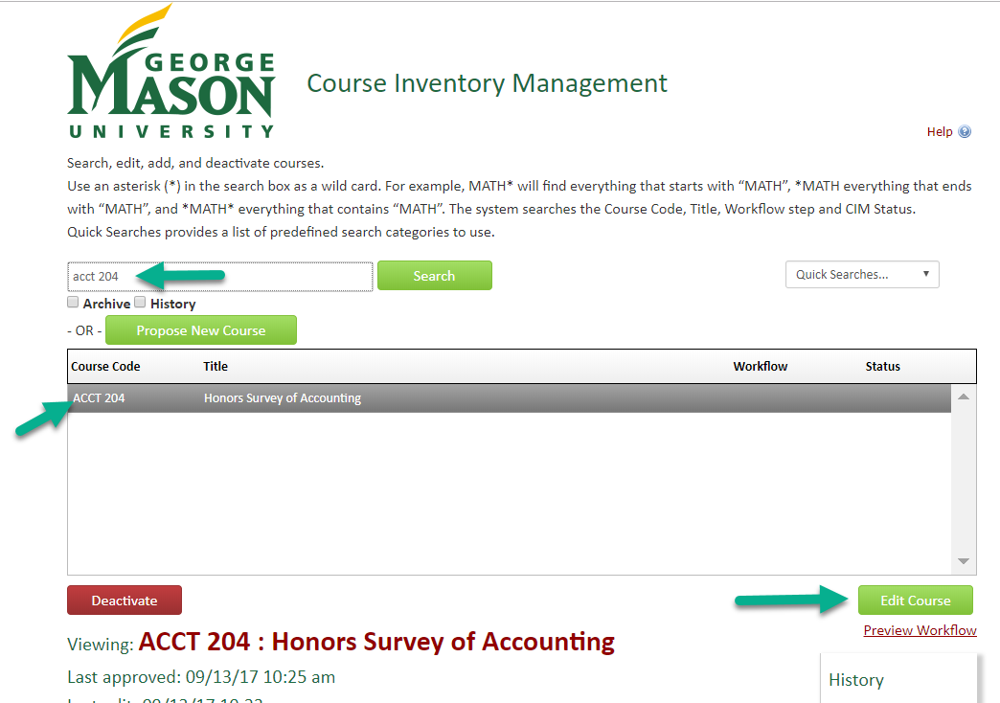 GEORGE
MASON
UNIVERSITY
Course Inventory Management
Help
Search, edit, add, and deactivate courses.
Use an asterisk (*) in the search box as a wild card. For example, MATH* will find everything that starts with “MATH”, *MATH everything that ends
with “MATH”, and *MATH* everything that contains “MATH”. The system searches the Course Code, Title, Workflow step and CIM Status.
Quick Searches provides a list of predefined search categories to use.
acct 204 Search Quick Searches...
Archive History
- OR - Propose New Course
Course Code Title Workflow Status
ACCT 204 Honors Survey of Accounting
Deactivate Edit Course
Preview Workflow
Viewing: ACCT 204 : Honors Survey of Accounting
Last approved: 09/13/17 10:25 am
History